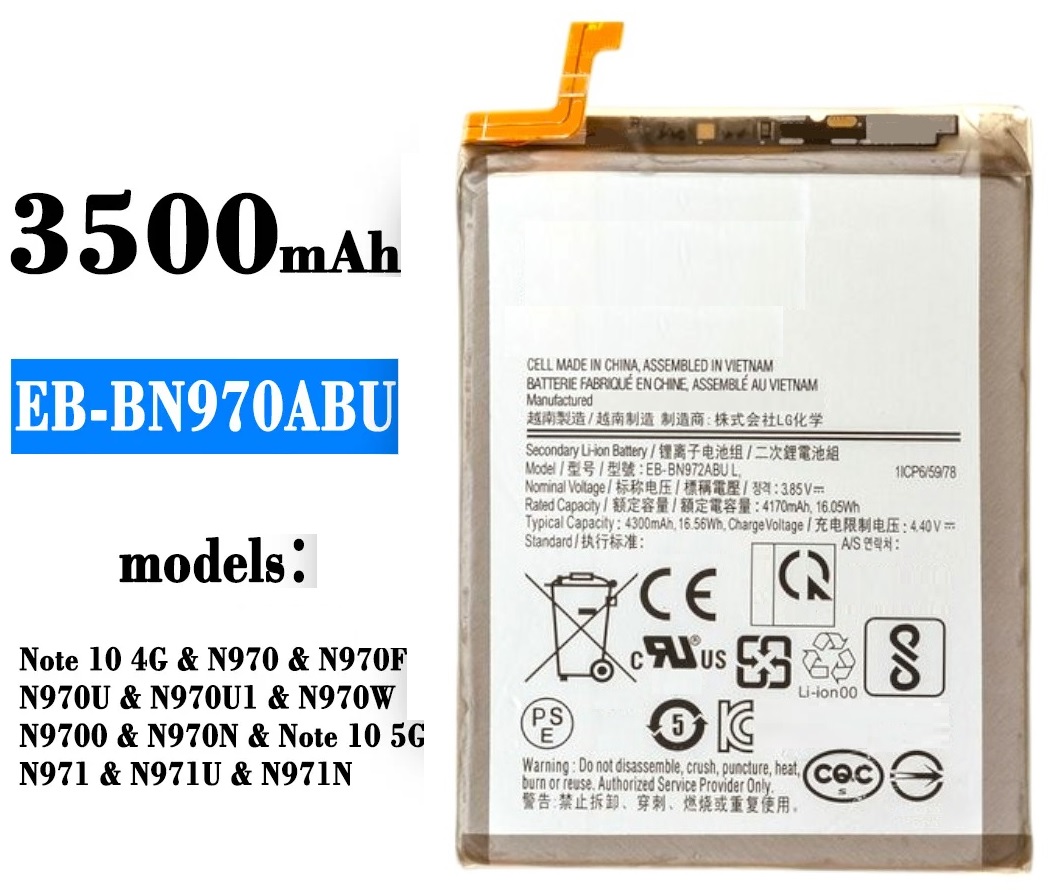 3500mAh
EB-BN970ABU
models:
Note 10 4G & N970 & N970F
N970U & N970U1 & N970W
N9700 & N970N & Note 10 5G
N971 & N971U & N971N
CELL MADE IN CHINA, ASSEMBLED IN VIETNAM
BATTERIE FABRIQUÉ EN CHINE, ASSEMBLÉ AU VIETNAM
Manufactured
越南製造 / 越南制造 制造商: 株式会社LG化学
Secondary Li-ion Battery / 锂离子电池组 / 二次鋰電池組
Model / 型号 / 型號 : EB-BN972ABU L,
1ICP6/59/78
Nominal Voltage / 标称电压 / 標稱電壓 / 정격 : 3.85 V⎓
Rated Capacity / 额定容量 / 額定電容量 : 4170mAh, 16.05Wh
Typical Capacity : 4300mAh, 16.56Wh, Charge Voltage / 充电限制电压 : 4.40 V⎓
Standard / 执行标准:
A/S 연락처 :
CE
c RU US
Li-ion 00
PS
E
5
KC
Warning : Do not disassemble, crush, puncture, heat,
burn or reuse. Authorized Service Provider Only.
警告: 禁止拆卸、穿刺、燃烧或重复使用。
CQC
S